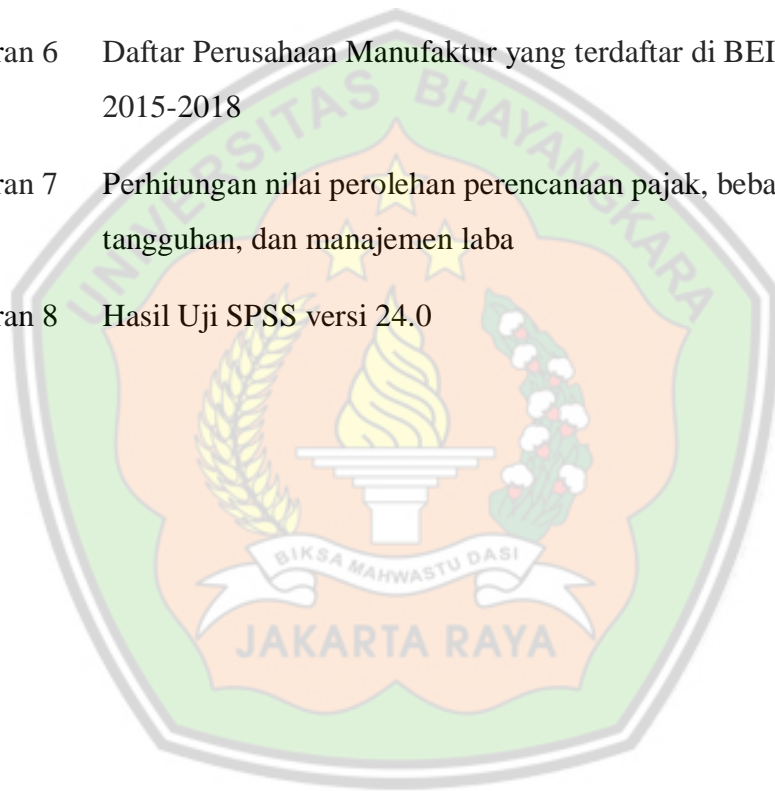 ran 6 Daftar Perusahaan Manufaktur yang terdaftar di BEI
2015-2018
ran 7 Perhitungan nilai perolehan perencanaan pajak, beba
tangguhan, dan manajemen laba
ran 8 Hasil Uji SPSS versi 24.0
UNIVERSITAS BHAYANGKARA
BIKSA MAHWASTU DASI
JAKARTA RAYA